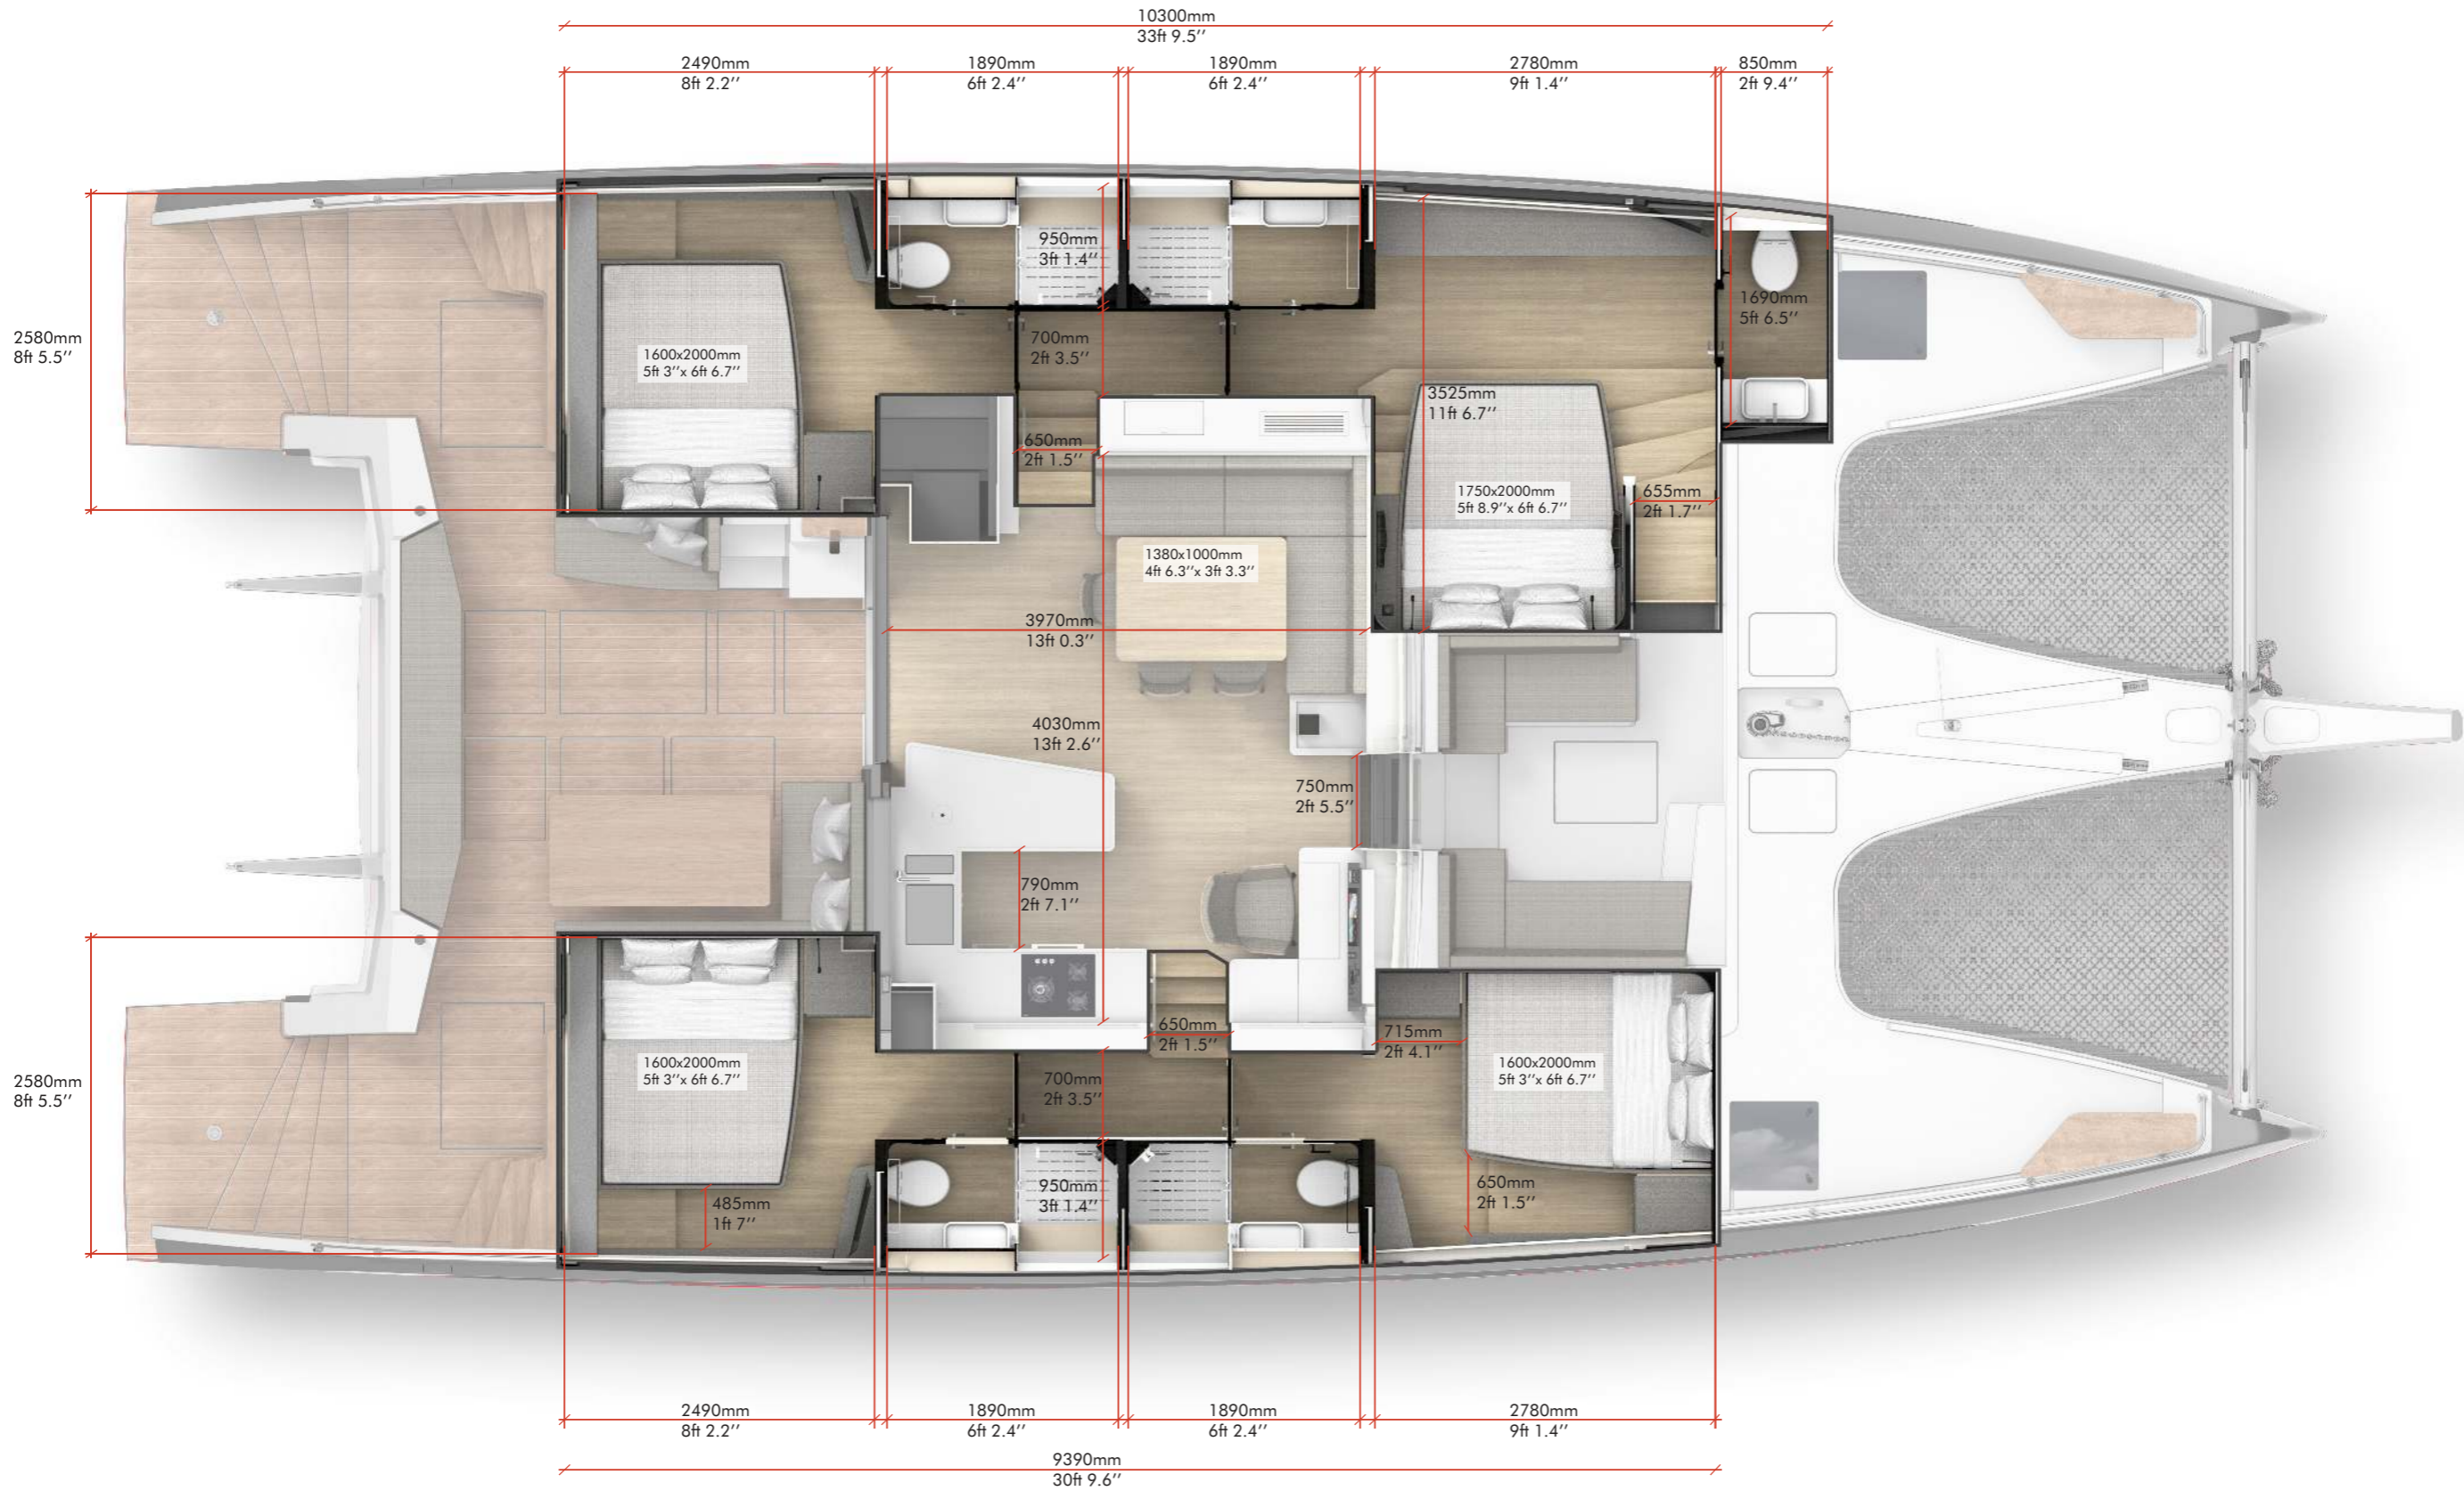 10300mm
33ft 9.5’’
2490mm
8ft 2.2’’
1890mm
6ft 2.4’’
1890mm
6ft 2.4’’
2780mm
9ft 1.4’’
850mm
2ft 9.4’’
950mm
3ft 1.4’’
1690mm
5ft 6.5’’
2580mm
8ft 5.5’’
700mm
2ft 3.5’’
1600x2000mm
5ft 3’’x 6ft 6.7’’
3525mm
11ft 6.7’’
650mm
2ft 1.5’’
1750x2000mm
5ft 8.9’’x 6ft 6.7’’
655mm
2ft 1.7’’
1380x1000mm
4ft 6.3’’x 3ft 3.3’’
3970mm
13ft 0.3’’
4030mm
13ft 2.6’’
750mm
2ft 5.5’’
790mm
2ft 7.1’’
650mm
2ft 1.5’’
715mm
2ft 4.1’’
1600x2000mm
5ft 3’’x 6ft 6.7’’
1600x2000mm
5ft 3’’x 6ft 6.7’’
2580mm
8ft 5.5’’
700mm
2ft 3.5’’
485mm
1ft 7’’
950mm
3ft 1.4’’
650mm
2ft 1.5’’
2490mm
8ft 2.2’’
1890mm
6ft 2.4’’
1890mm
6ft 2.4’’
2780mm
9ft 1.4’’
9390mm
30ft 9.6’’